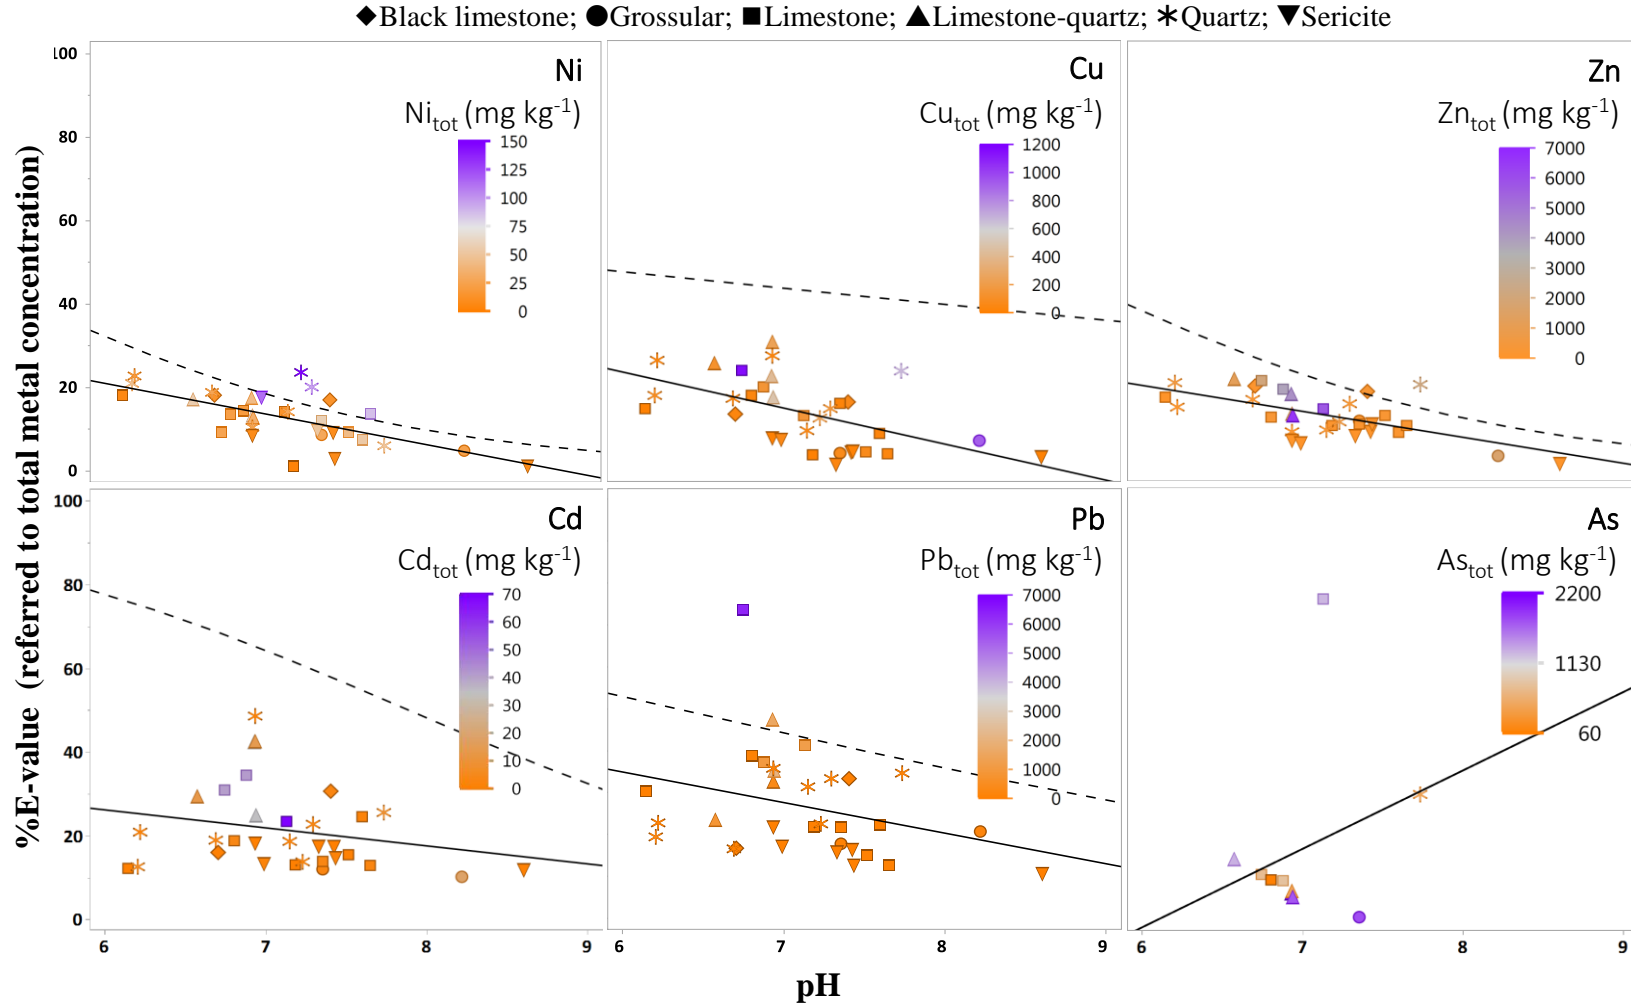 ◆Black limestone; ●Grossular; ■Limestone; ▲Limestone-quartz; ＊Quartz; ▼Sericite
%E-value (referred to total metal concentration)
100
80
60
40
20
0
Ni
Ni_tot (mg kg⁻¹)
150
125
100
75
50
25
0
Cu
Cu_tot (mg kg⁻¹)
1200
1000
800
600
400
200
0
Zn
Zn_tot (mg kg⁻¹)
7000
6000
5000
4000
3000
2000
1000
0
100
80
60
40
20
0
Cd
Cd_tot (mg kg⁻¹)
70
60
50
40
30
20
10
0
6 7 8 9
Pb
Pb_tot (mg kg⁻¹)
7000
6000
5000
4000
3000
2000
1000
0
6 7 8 9
As
As_tot (mg kg⁻¹)
2200
1130
60
6 7 8 9
pH